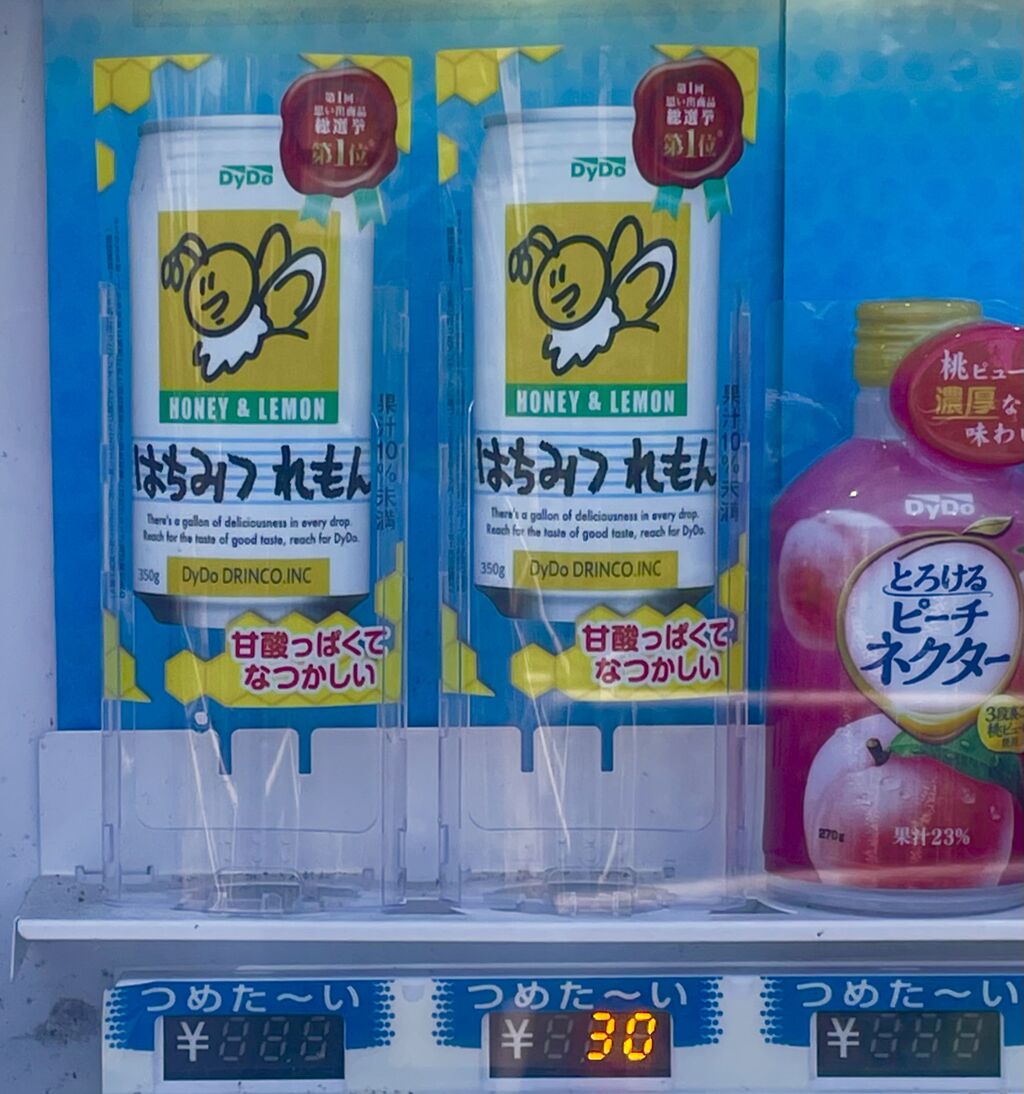 第1回
思い出商品
総選挙
第1位
DyDo
HONEY & LEMON
はちみつ れもん
There's a gallon of deliciousness in every drop.
Reach for the taste of good taste, reach for DyDo.
350g
DyDo DRINCO.INC
果汁10%未満
甘酸っぱくて
なつかしい
第1回
思い出商品
総選挙
第1位
DyDo
HONEY & LEMON
はちみつ れもん
There's a gallon of deliciousness in every drop.
Reach for the taste of good taste, reach for DyDo.
350g
DyDo DRINCO.INC
果汁10%未満
甘酸っぱくて
なつかしい
桃ピュー
濃厚な
味わい
DyDo
とろける
ピーチ
ネクター
270g
果汁23%
つめた〜い
¥
つめた〜い
¥ 30
つめた〜い
¥